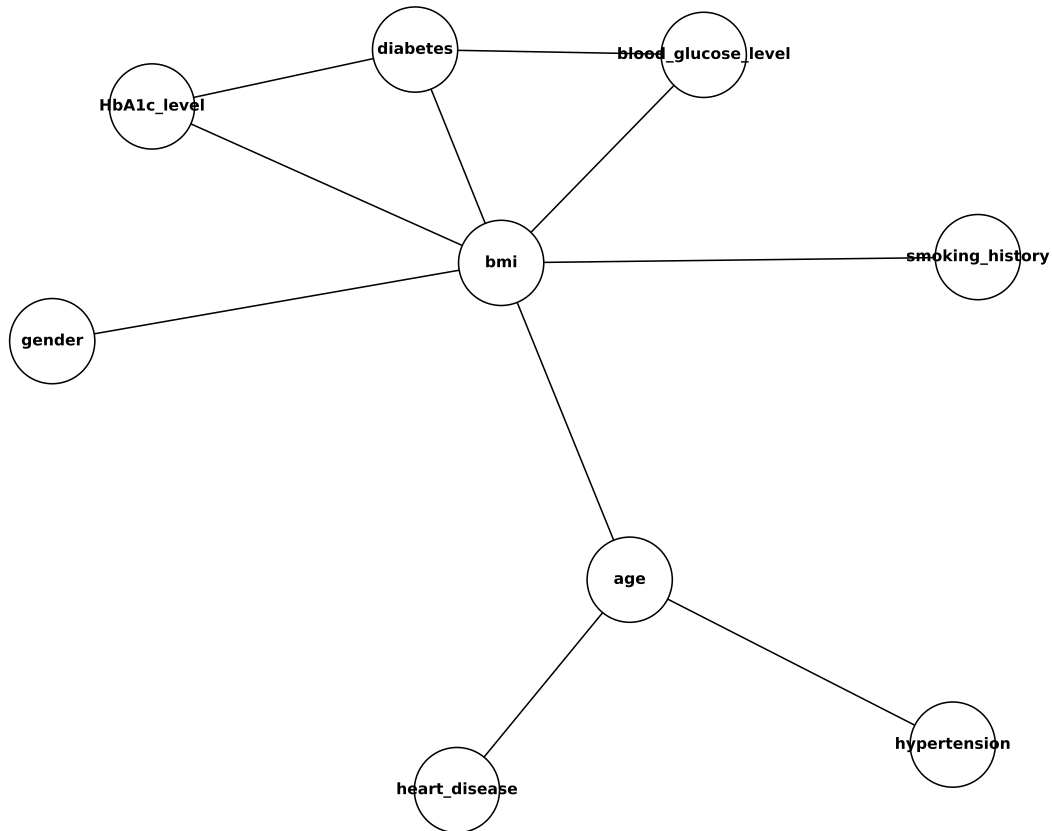 diabetes
blood_glucose_level
HbA1c_level
bmi
smoking_history
gender
age
hypertension
heart_disease